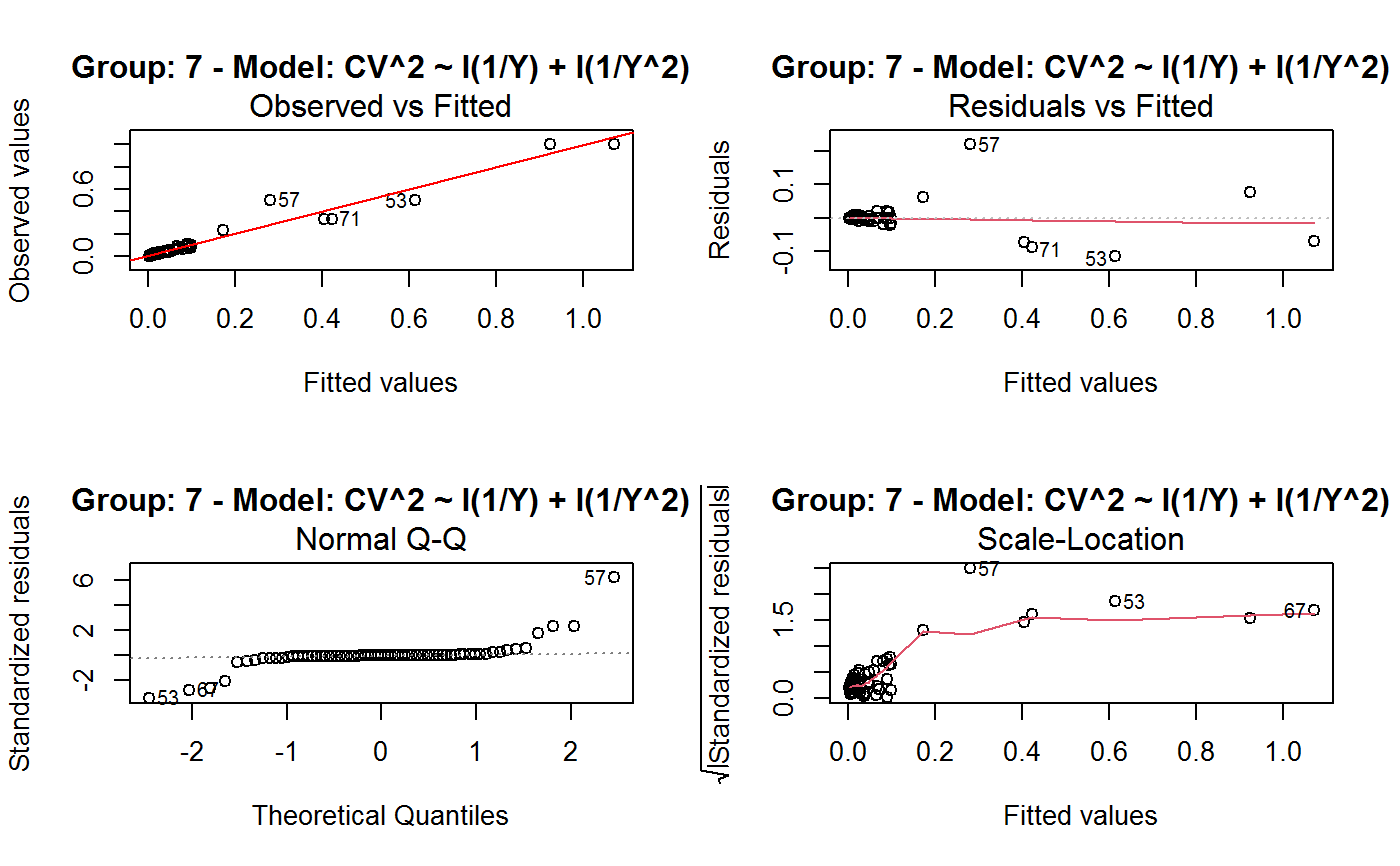 Group: 7 - Model: CV^2 ~ I(1/Y) + I(1/Y^2)
Observed vs Fitted
Observed values
0.6
0.0
57
53
71
0.0 0.2 0.4 0.6 0.8 1.0
Fitted values
Group: 7 - Model: CV^2 ~ I(1/Y) + I(1/Y^2)
Residuals vs Fitted
Residuals
0.1
-0.1
57
71
53
0.0 0.2 0.4 0.6 0.8 1.0
Fitted values
Group: 7 - Model: CV^2 ~ I(1/Y) + I(1/Y^2)
Normal Q-Q
Standardized residuals
6
2
-2
57
53
67
-2 -1 0 1 2
Theoretical Quantiles
Group: 7 - Model: CV^2 ~ I(1/Y) + I(1/Y^2)
Scale-Location
√|Standardized residuals|
1.5
0.0
57
53
67
0.0 0.2 0.4 0.6 0.8 1.0
Fitted values